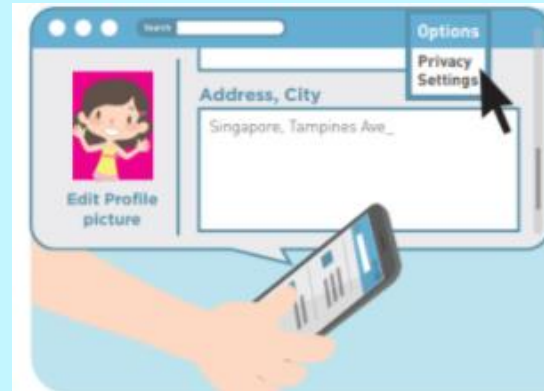 Search
Options
Privacy
Settings
Address, City
Singapore, Tampines Ave_
Edit Profile
picture